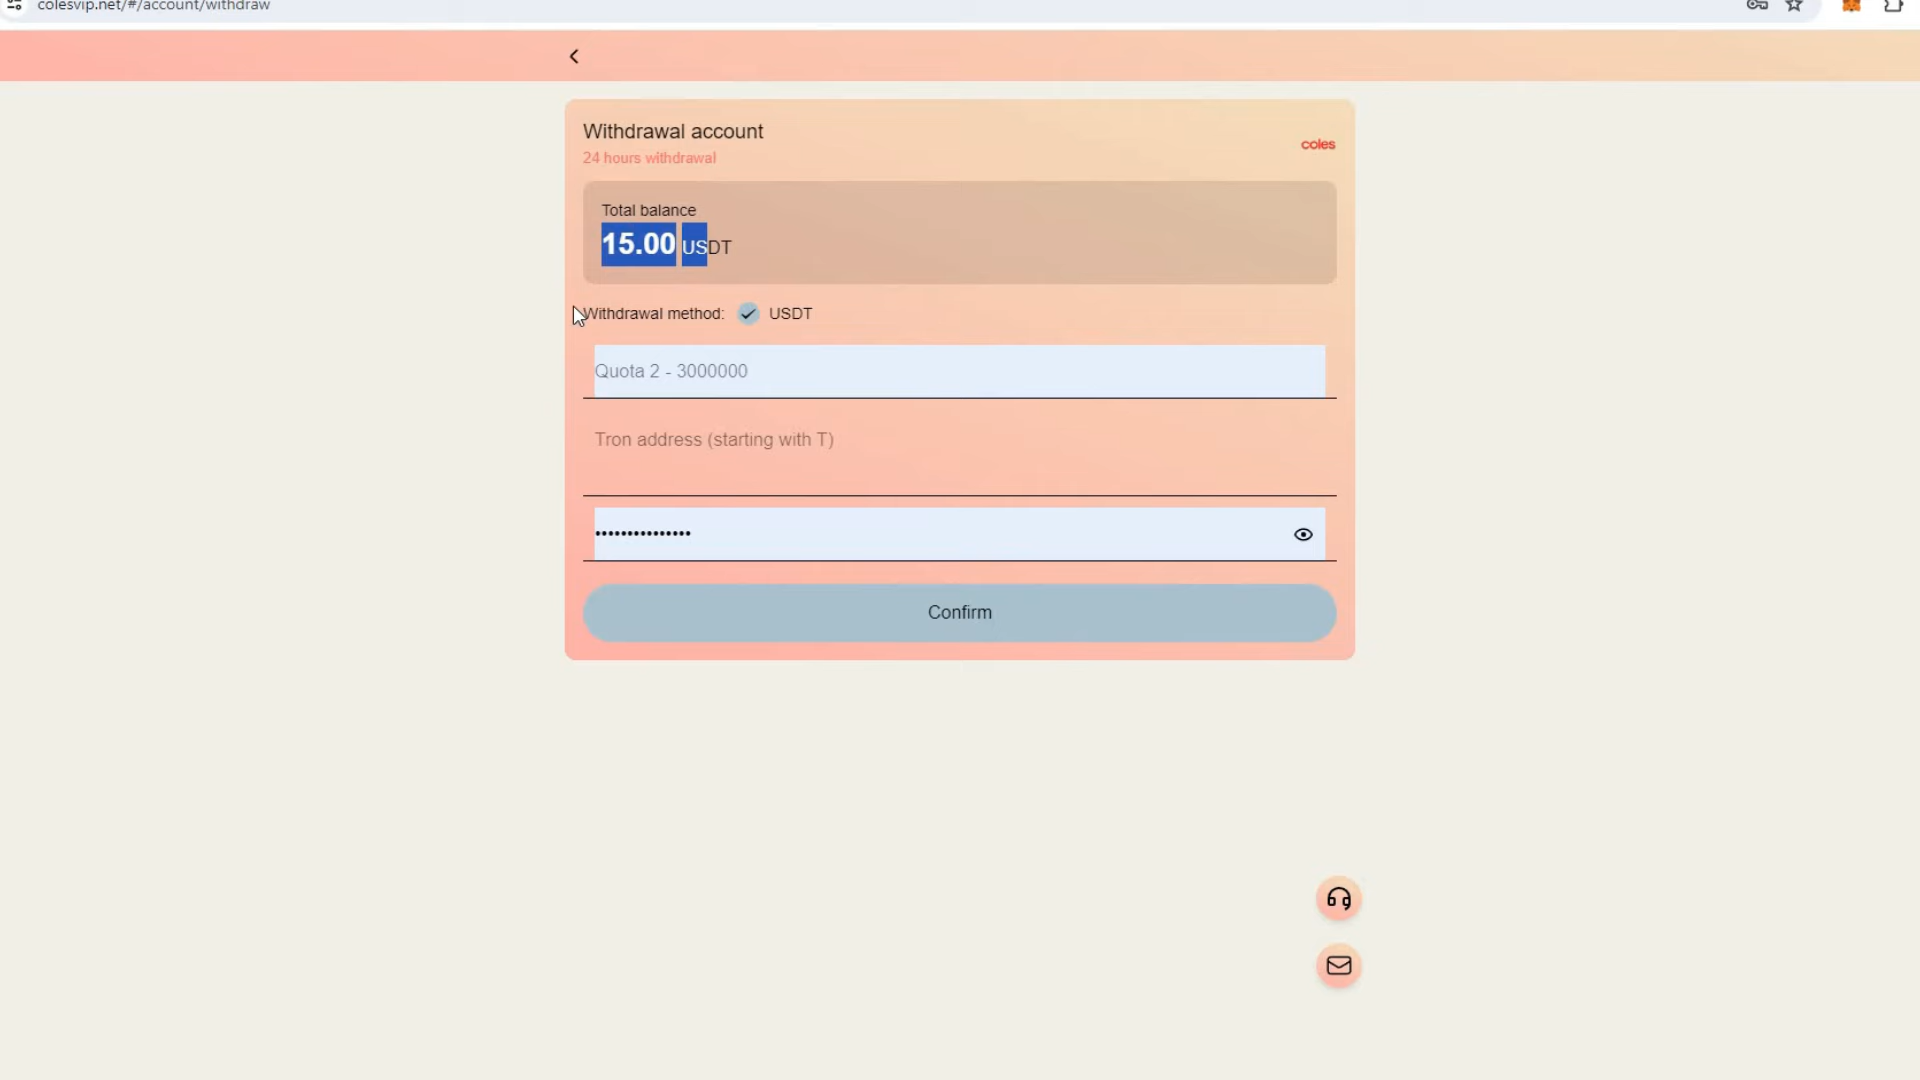 colesvip.net/#/account/withdraw
Withdrawal account
24 hours withdrawal
coles
Total balance
15.00 USDT
Withdrawal method: USDT
Quota 2 - 3000000
Tron address (starting with T)
•••••••••••••••
Confirm